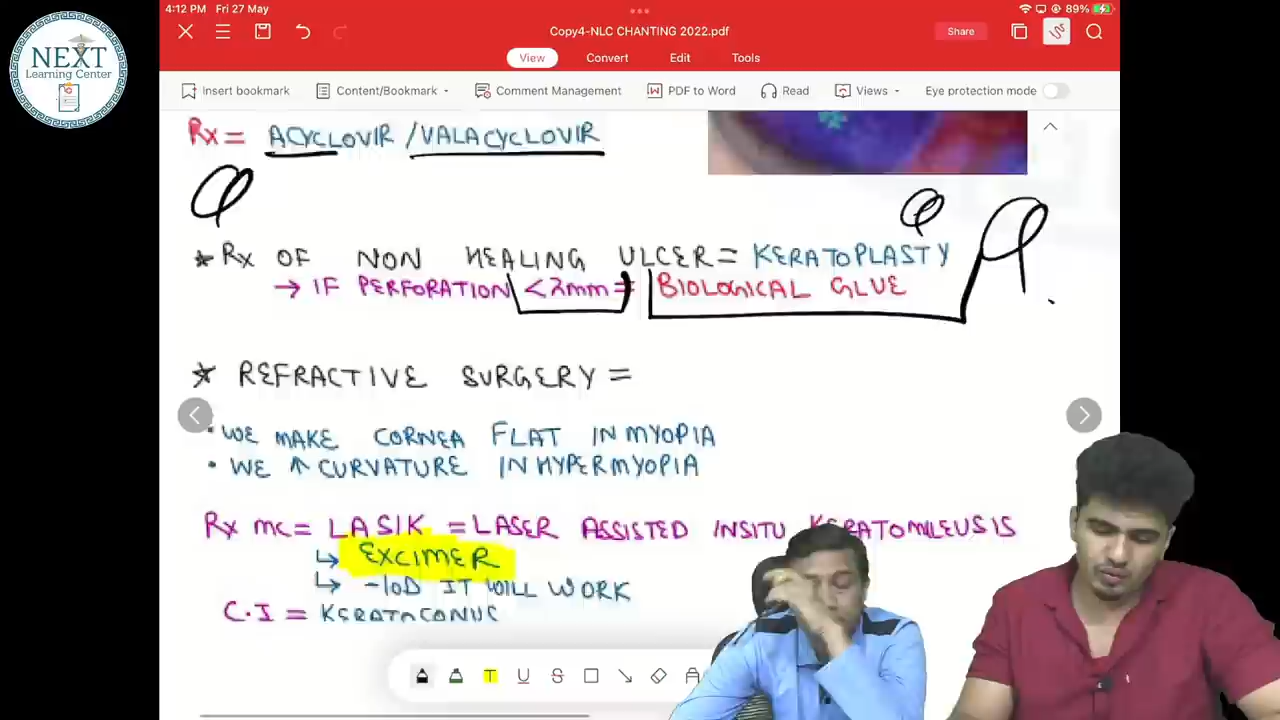 4:12 PM Fri 27 May
89%
NEXT
Learning Center
Copy4-NLC CHANTING 2022.pdf
Share
View Convert Edit Tools
Insert bookmark Content/Bookmark Comment Management PDF to Word Read Views Eye protection mode
Rx = ACYCLOVIR / VALACYCLOVIR
* Rx OF NON HEALING ULCER = KERATOPLASTY
→ IF PERFORATION <2mm = BIOLOGICAL GLUE
* REFRACTIVE SURGERY =
• WE MAKE CORNEA FLAT IN MYOPIA
• WE ↑ CURVATURE IN HYPERMYOPIA
Rx mc = LASIK = LASER ASSISTED INSITU KERATOMILEUSIS
↳ EXCIMER
↳ -10D IT WILL WORK
C.I = KERATOCONUS
T U S A